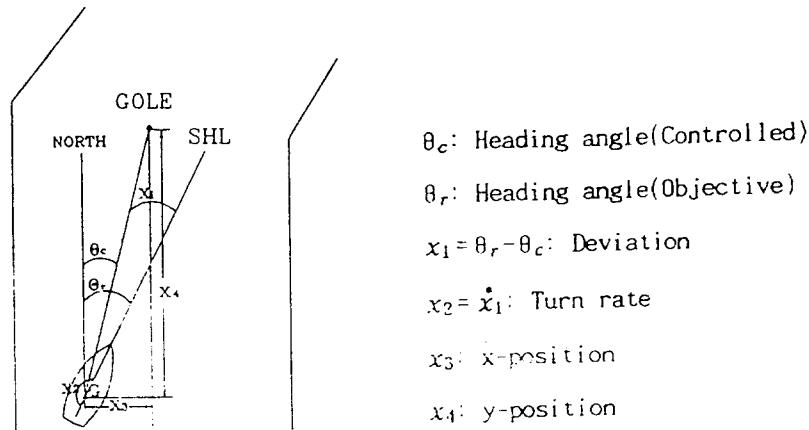 GOLE
NORTH
SHL
X₁
θc
θr
X₄
X₂
G
X₃
θc: Heading angle(Controlled)
θr: Heading angle(Objective)
x₁ = θr - θc: Deviation
x₂ = ẋ₁: Turn rate
x₃: x-position
x₄: y-position